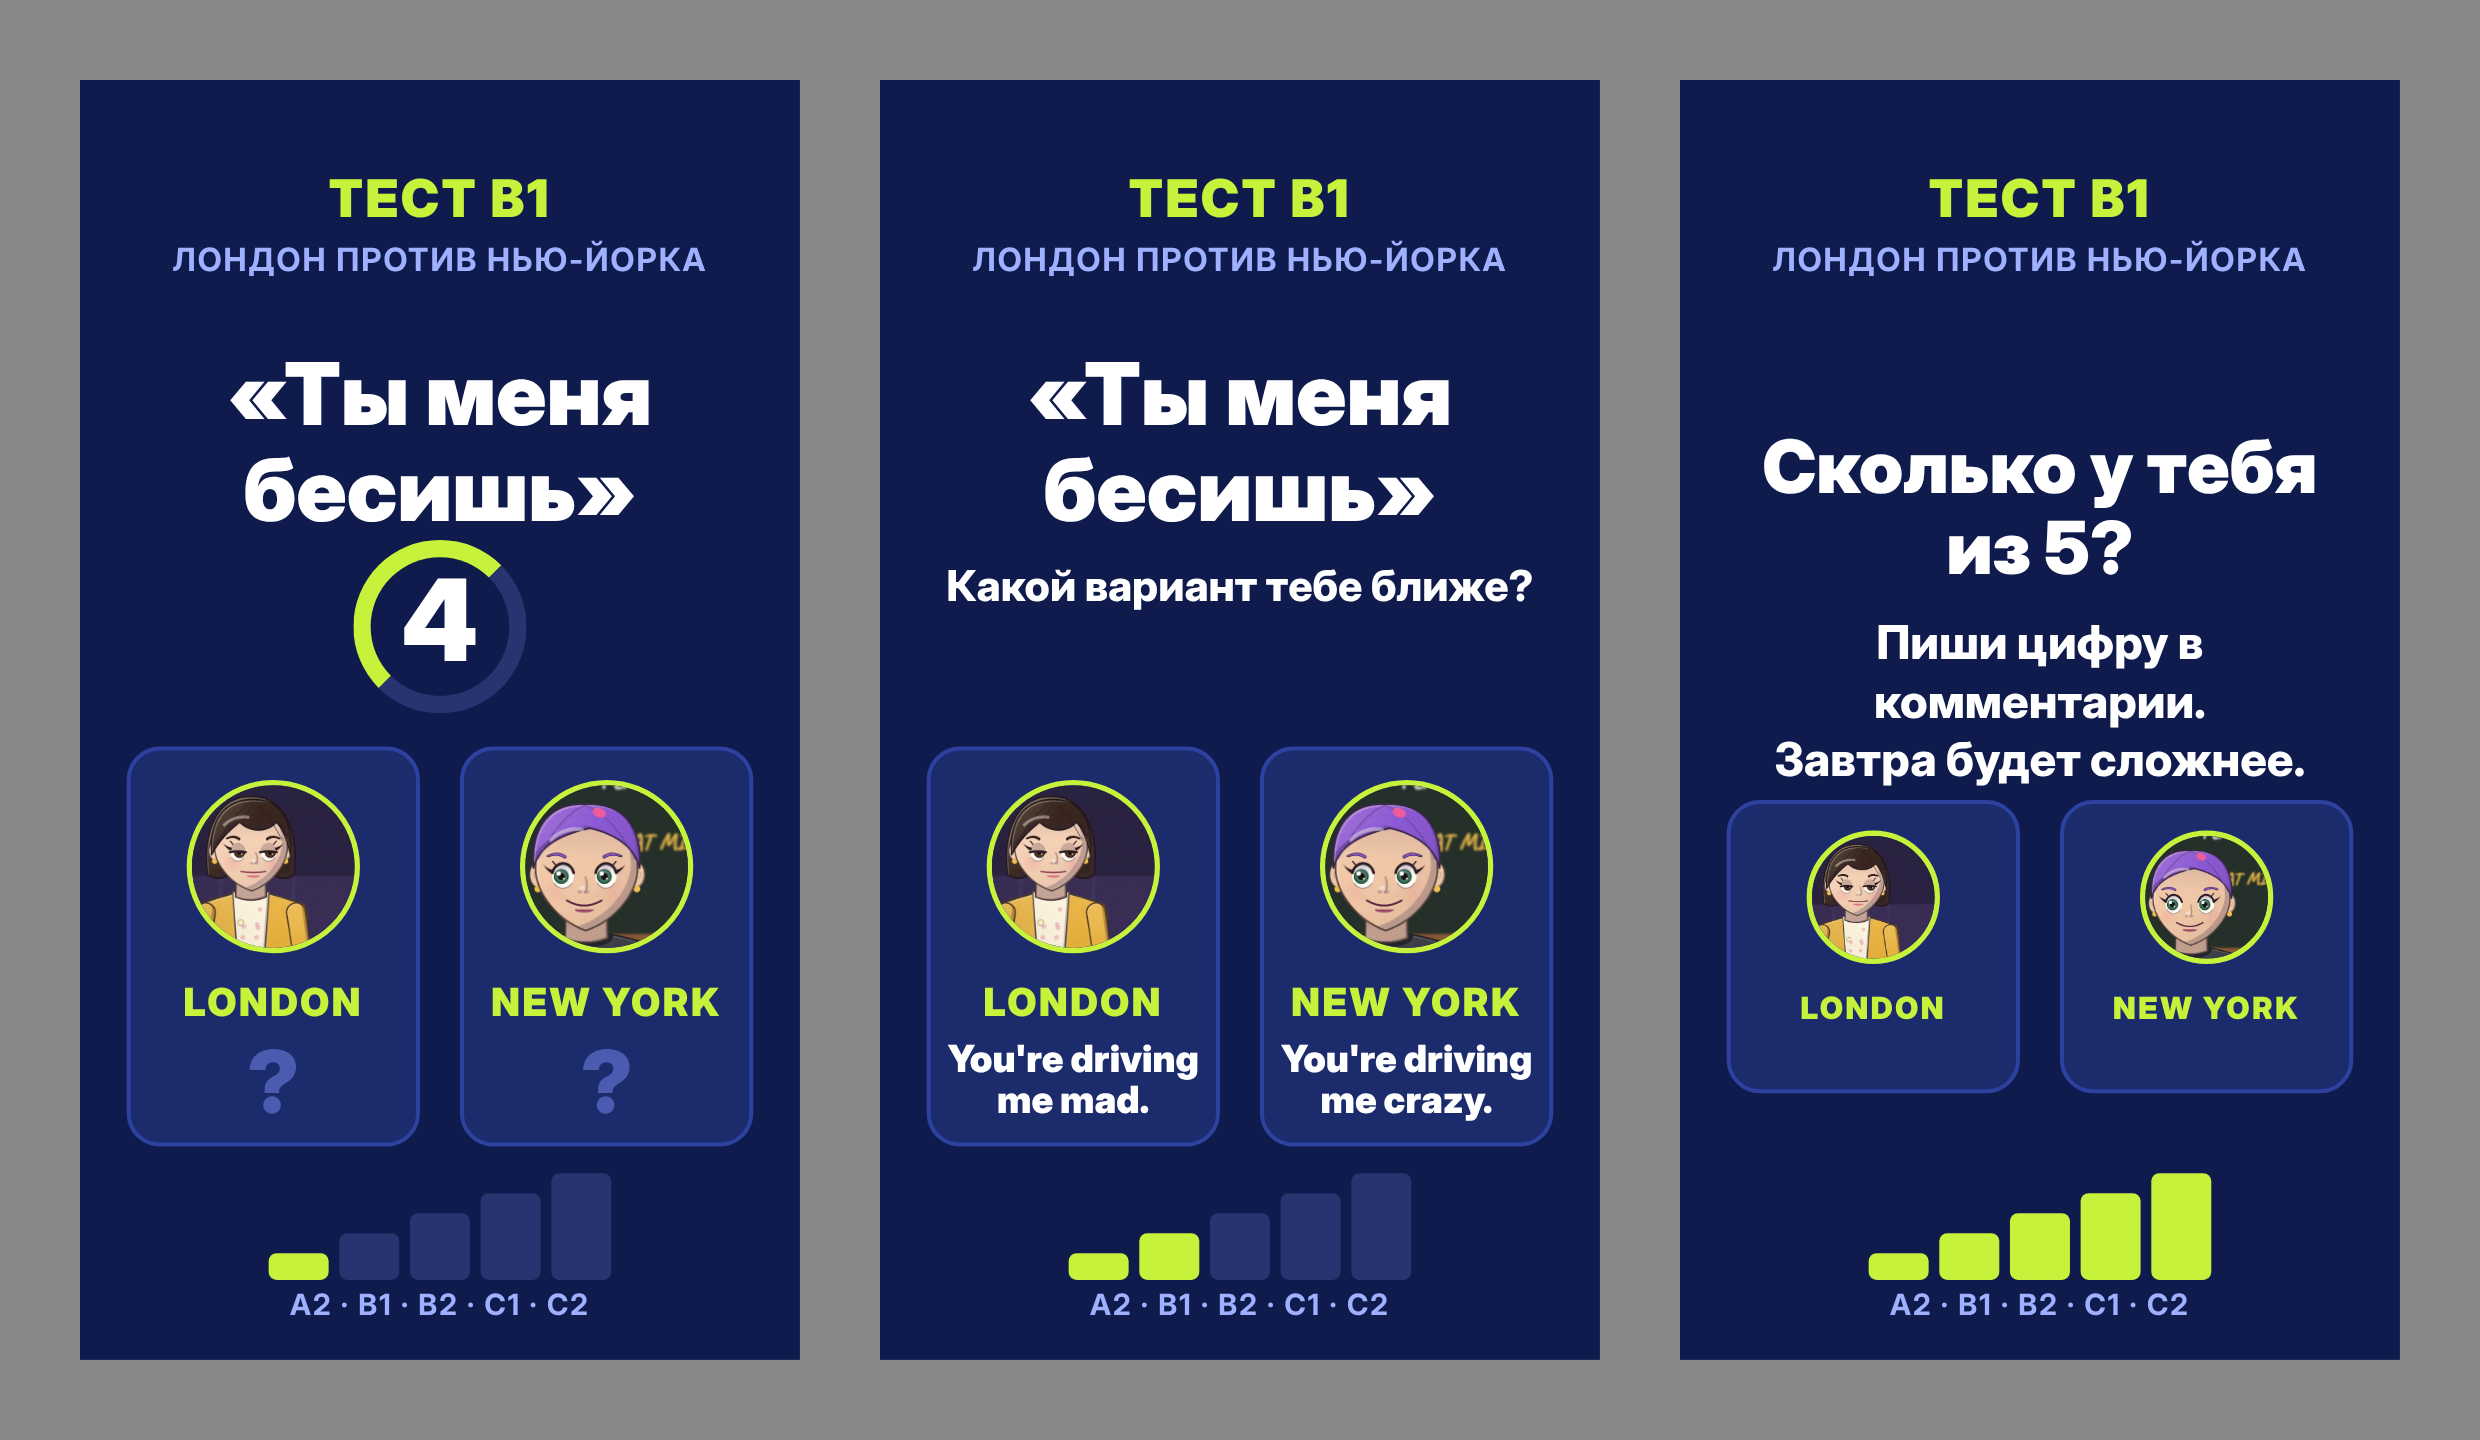 ТЕСТ B1
ЛОНДОН ПРОТИВ НЬЮ-ЙОРКА
«Ты меня
бесишь»
4
LONDON
?
NEW YORK
?
A2 · B1 · B2 · C1 · C2
ТЕСТ B1
ЛОНДОН ПРОТИВ НЬЮ-ЙОРКА
«Ты меня
бесишь»
Какой вариант тебе ближе?
LONDON
You're driving
me mad.
NEW YORK
You're driving
me crazy.
A2 · B1 · B2 · C1 · C2
ТЕСТ B1
ЛОНДОН ПРОТИВ НЬЮ-ЙОРКА
Сколько у тебя
из 5?
Пиши цифру в
комментарии.
Завтра будет сложнее.
LONDON
NEW YORK
A2 · B1 · B2 · C1 · C2